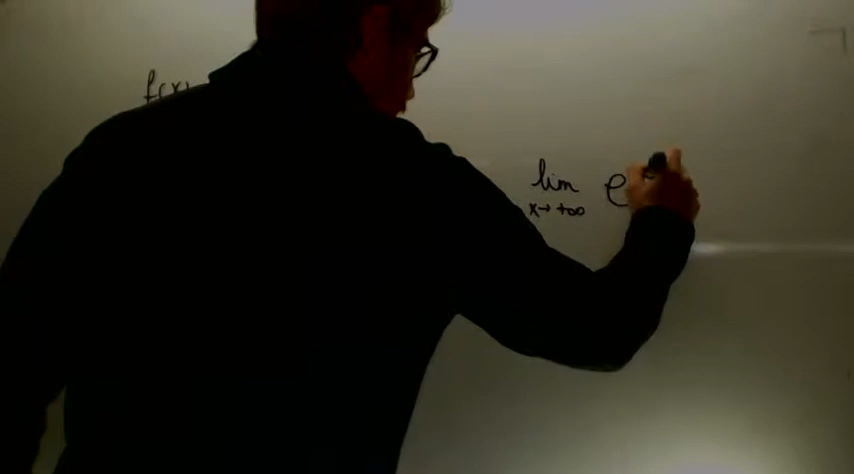 f(x)
lim e
x→+∞